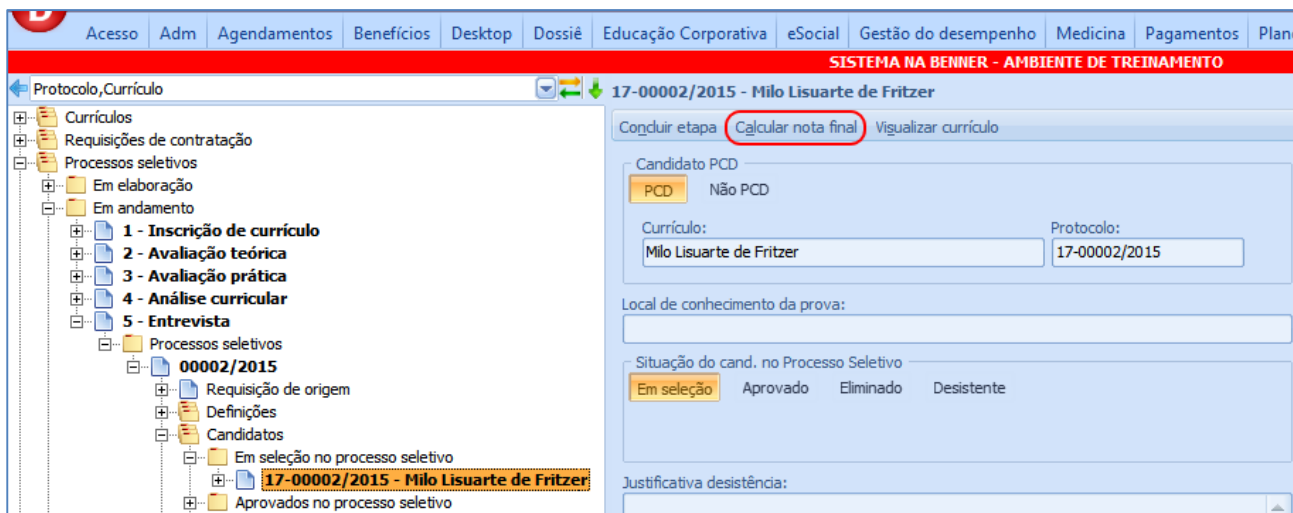 Acesso Adm Agendamentos Benefícios Desktop Dossiê Educação Corporativa eSocial Gestão do desempenho Medicina Pagamentos Plan
SISTEMA NA BENNER - AMBIENTE DE TREINAMENTO
Protocolo,Currículo
17-00002/2015 - Milo Lisuarte de Fritzer
Currículos
Requisições de contratação
Processos seletivos
Em elaboração
Em andamento
1 - Inscrição de currículo
2 - Avaliação teórica
3 - Avaliação prática
4 - Análise curricular
5 - Entrevista
Processos seletivos
00002/2015
Requisição de origem
Definições
Candidatos
Em seleção no processo seletivo
17-00002/2015 - Milo Lisuarte de Fritzer
Aprovados no processo seletivo
Concluir etapa Calcular nota final Visualizar currículo
Candidato PCD
PCD Não PCD
Currículo: Protocolo:
Milo Lisuarte de Fritzer 17-00002/2015
Local de conhecimento da prova:
Situação do cand. no Processo Seletivo
Em seleção Aprovado Eliminado Desistente
Justificativa desistência: